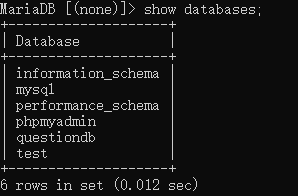 MariaDB [(none)]> show databases;
+--------------------+
| Database           |
+--------------------+
| information_schema |
| mysql              |
| performance_schema |
| phpmyadmin         |
| questiondb         |
| test               |
+--------------------+
6 rows in set (0.012 sec)